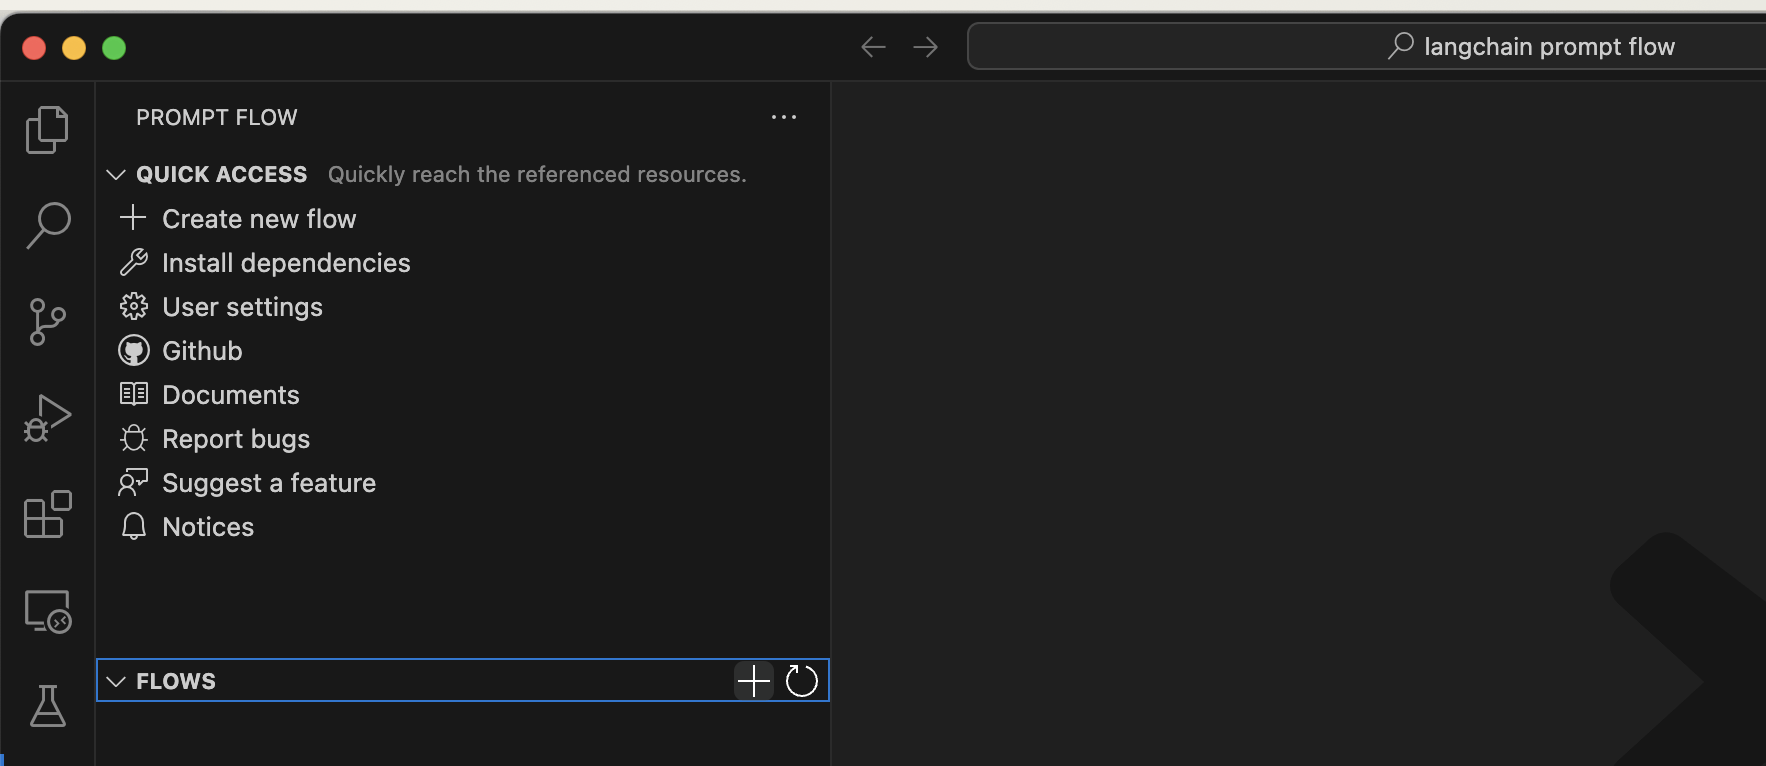 langchain prompt flow
PROMPT FLOW
QUICK ACCESS Quickly reach the referenced resources.
Create new flow
Install dependencies
User settings
Github
Documents
Report bugs
Suggest a feature
Notices
FLOWS